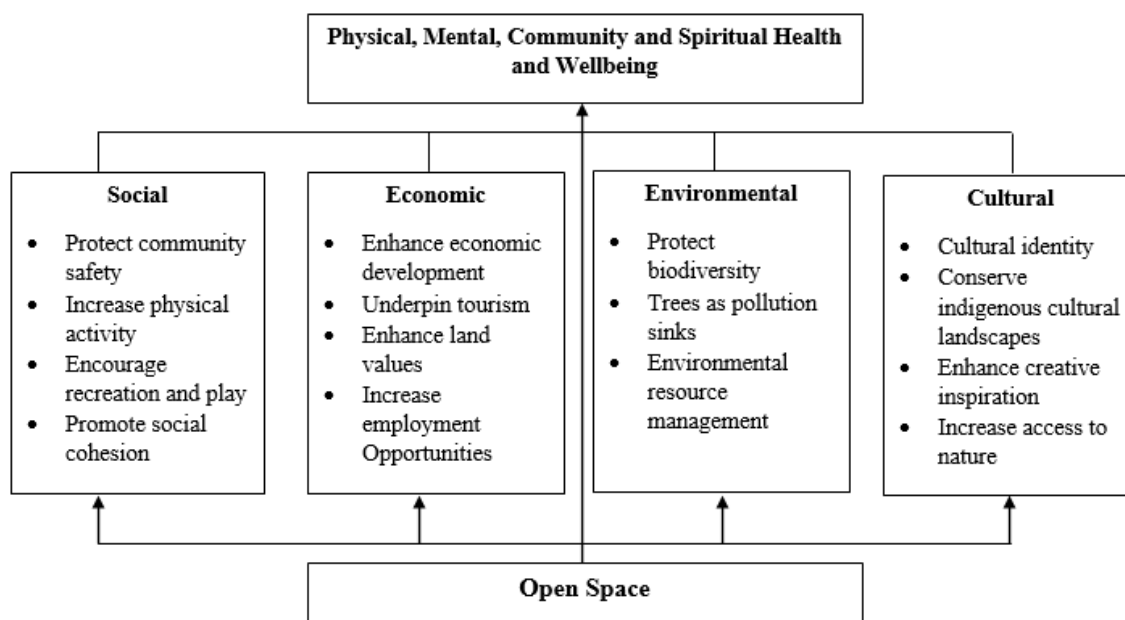 Physical, Mental, Community and Spiritual Health
and Wellbeing
Social
• Protect community
safety
• Increase physical
activity
• Encourage
recreation and play
• Promote social
cohesion
Economic
• Enhance economic
development
• Underpin tourism
• Enhance land
values
• Increase
employment
Opportunities
Environmental
• Protect
biodiversity
• Trees as pollution
sinks
• Environmental
resource
management
Cultural
• Cultural identity
• Conserve
indigenous cultural
landscapes
• Enhance creative
inspiration
• Increase access to
nature
Open Space